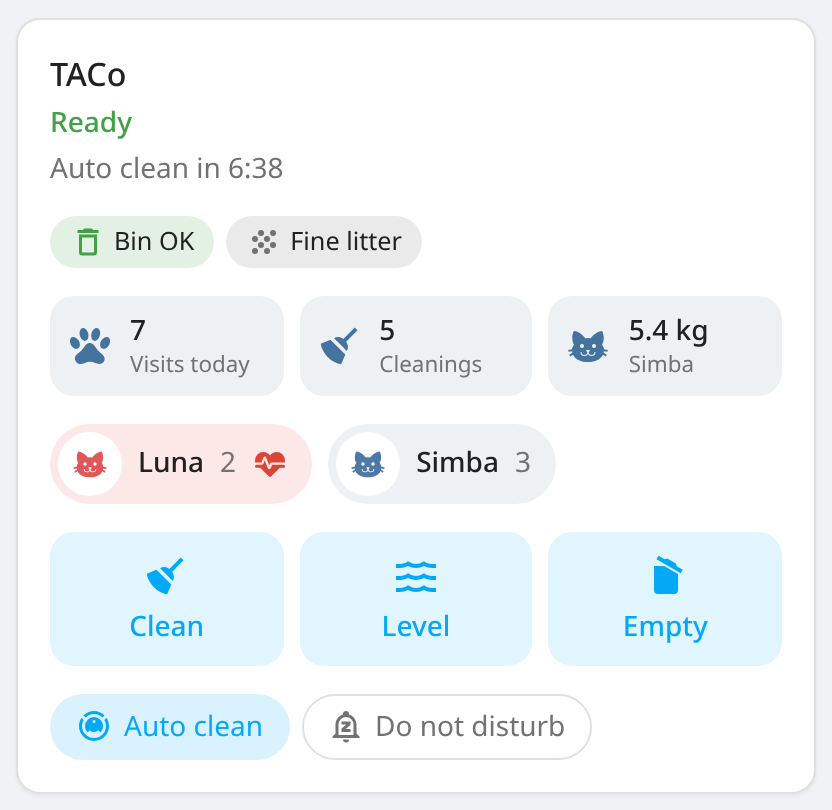 TACo
Ready
Auto clean in 6:38
Bin OK
Fine litter
7
Visits today
5
Cleanings
5.4 kg
Simba
Luna 2
Simba 3
Clean
Level
Empty
Auto clean
Do not disturb